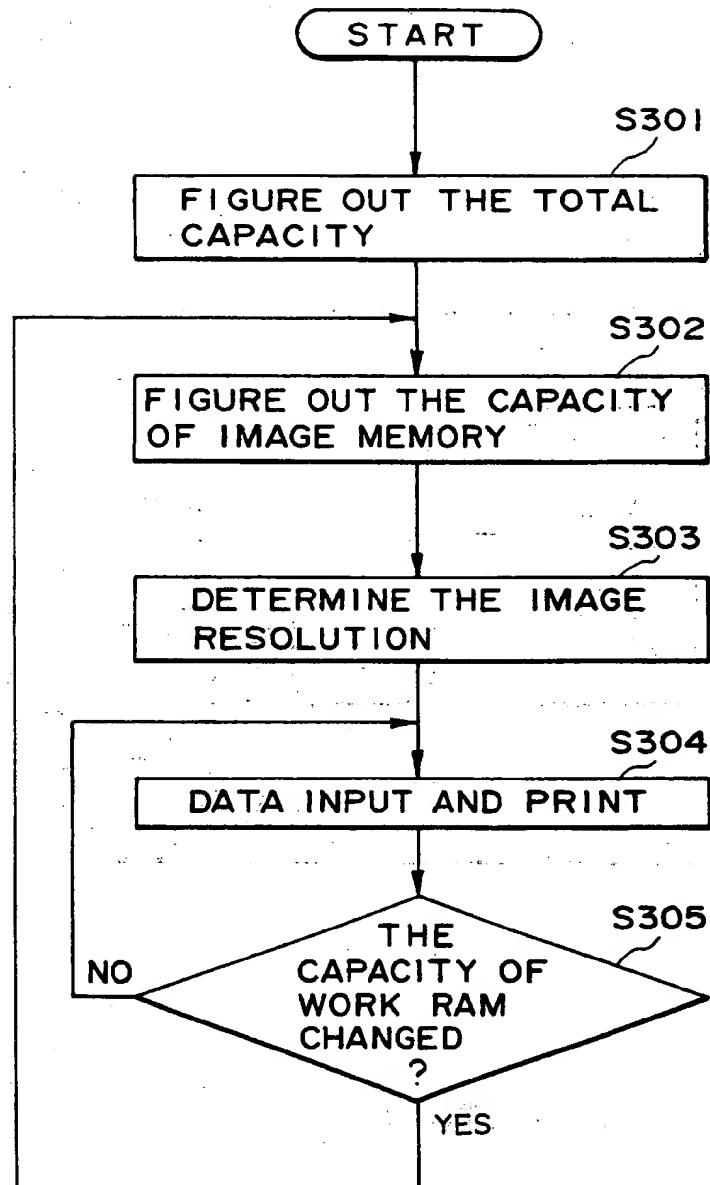 START
S301
FIGURE OUT THE TOTAL
CAPACITY
S302
FIGURE OUT THE CAPACITY
OF IMAGE MEMORY
S303
DETERMINE THE IMAGE
RESOLUTION
S304
DATA INPUT AND PRINT
S305
THE
CAPACITY OF
WORK RAM
CHANGED
?
NO
YES